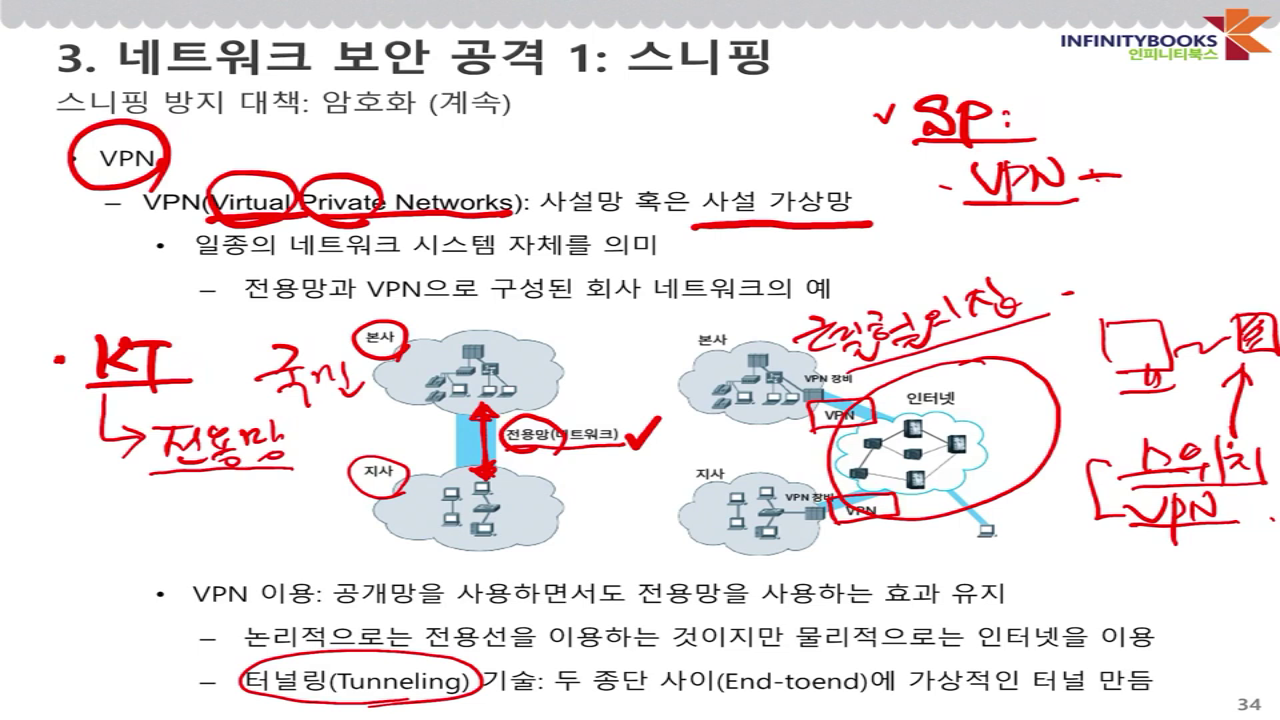 INFINITYBOOKS
인피니티북스
3. 네트워크 보안 공격 1: 스니핑
스니핑 방지 대책: 암호화 (계속)
SP:
VPN
• VPN
– VPN(Virtual Private Networks): 사설망 혹은 사설 가상망
• 일종의 네트워크 시스템 자체를 의미
– 전용망과 VPN으로 구성된 회사 네트워크의 예
KT
국민
전용망
본사
전용망(네트워크)
지사
본사
VPN 장비
VPN
인터넷
지사
VPN 장비
VPN
VPN
• VPN 이용: 공개망을 사용하면서도 전용망을 사용하는 효과 유지
– 논리적으로는 전용선을 이용하는 것이지만 물리적으로는 인터넷을 이용
– 터널링(Tunneling) 기술: 두 종단 사이(End-toend)에 가상적인 터널 만듬
34